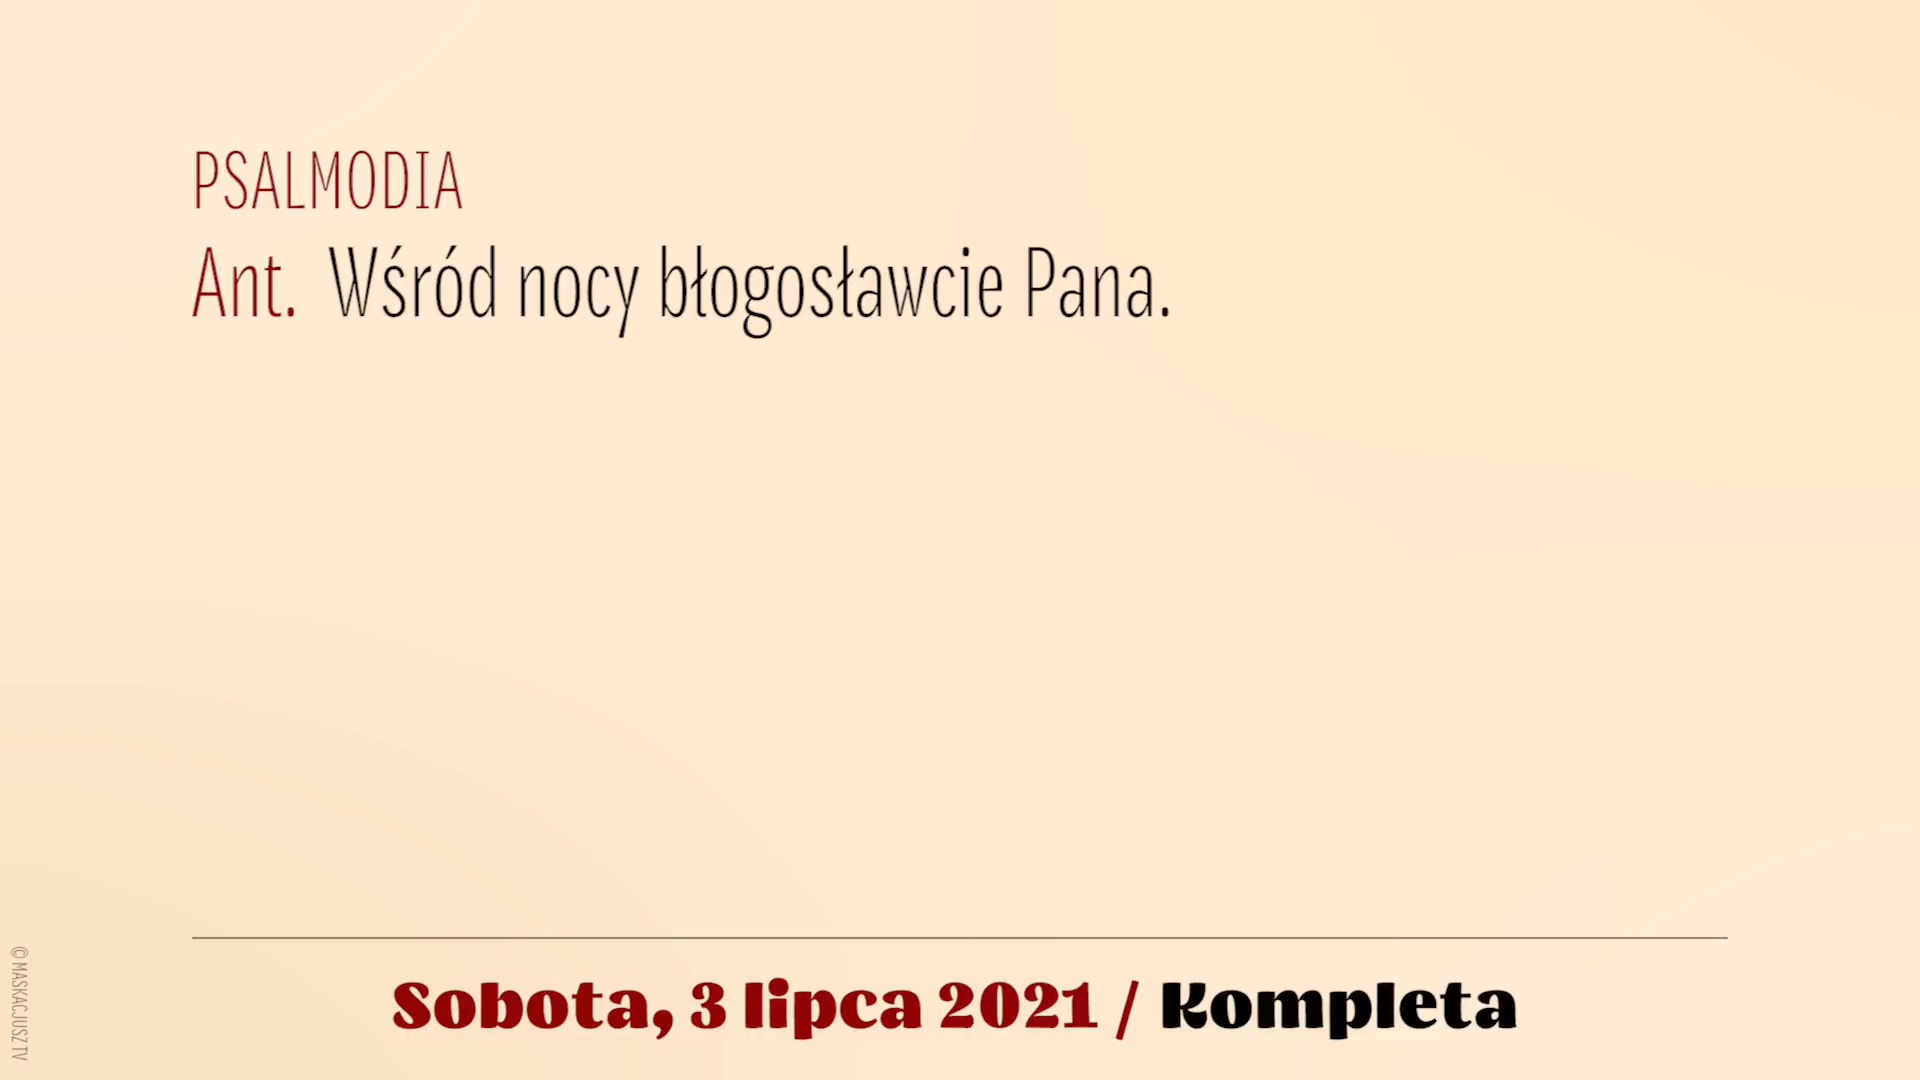 PSALMODIA
Ant. Wśród nocy błogosławcie Pana.
Sobota, 3 lipca 2021 / Kompleta
© MASKACJUSZ TV